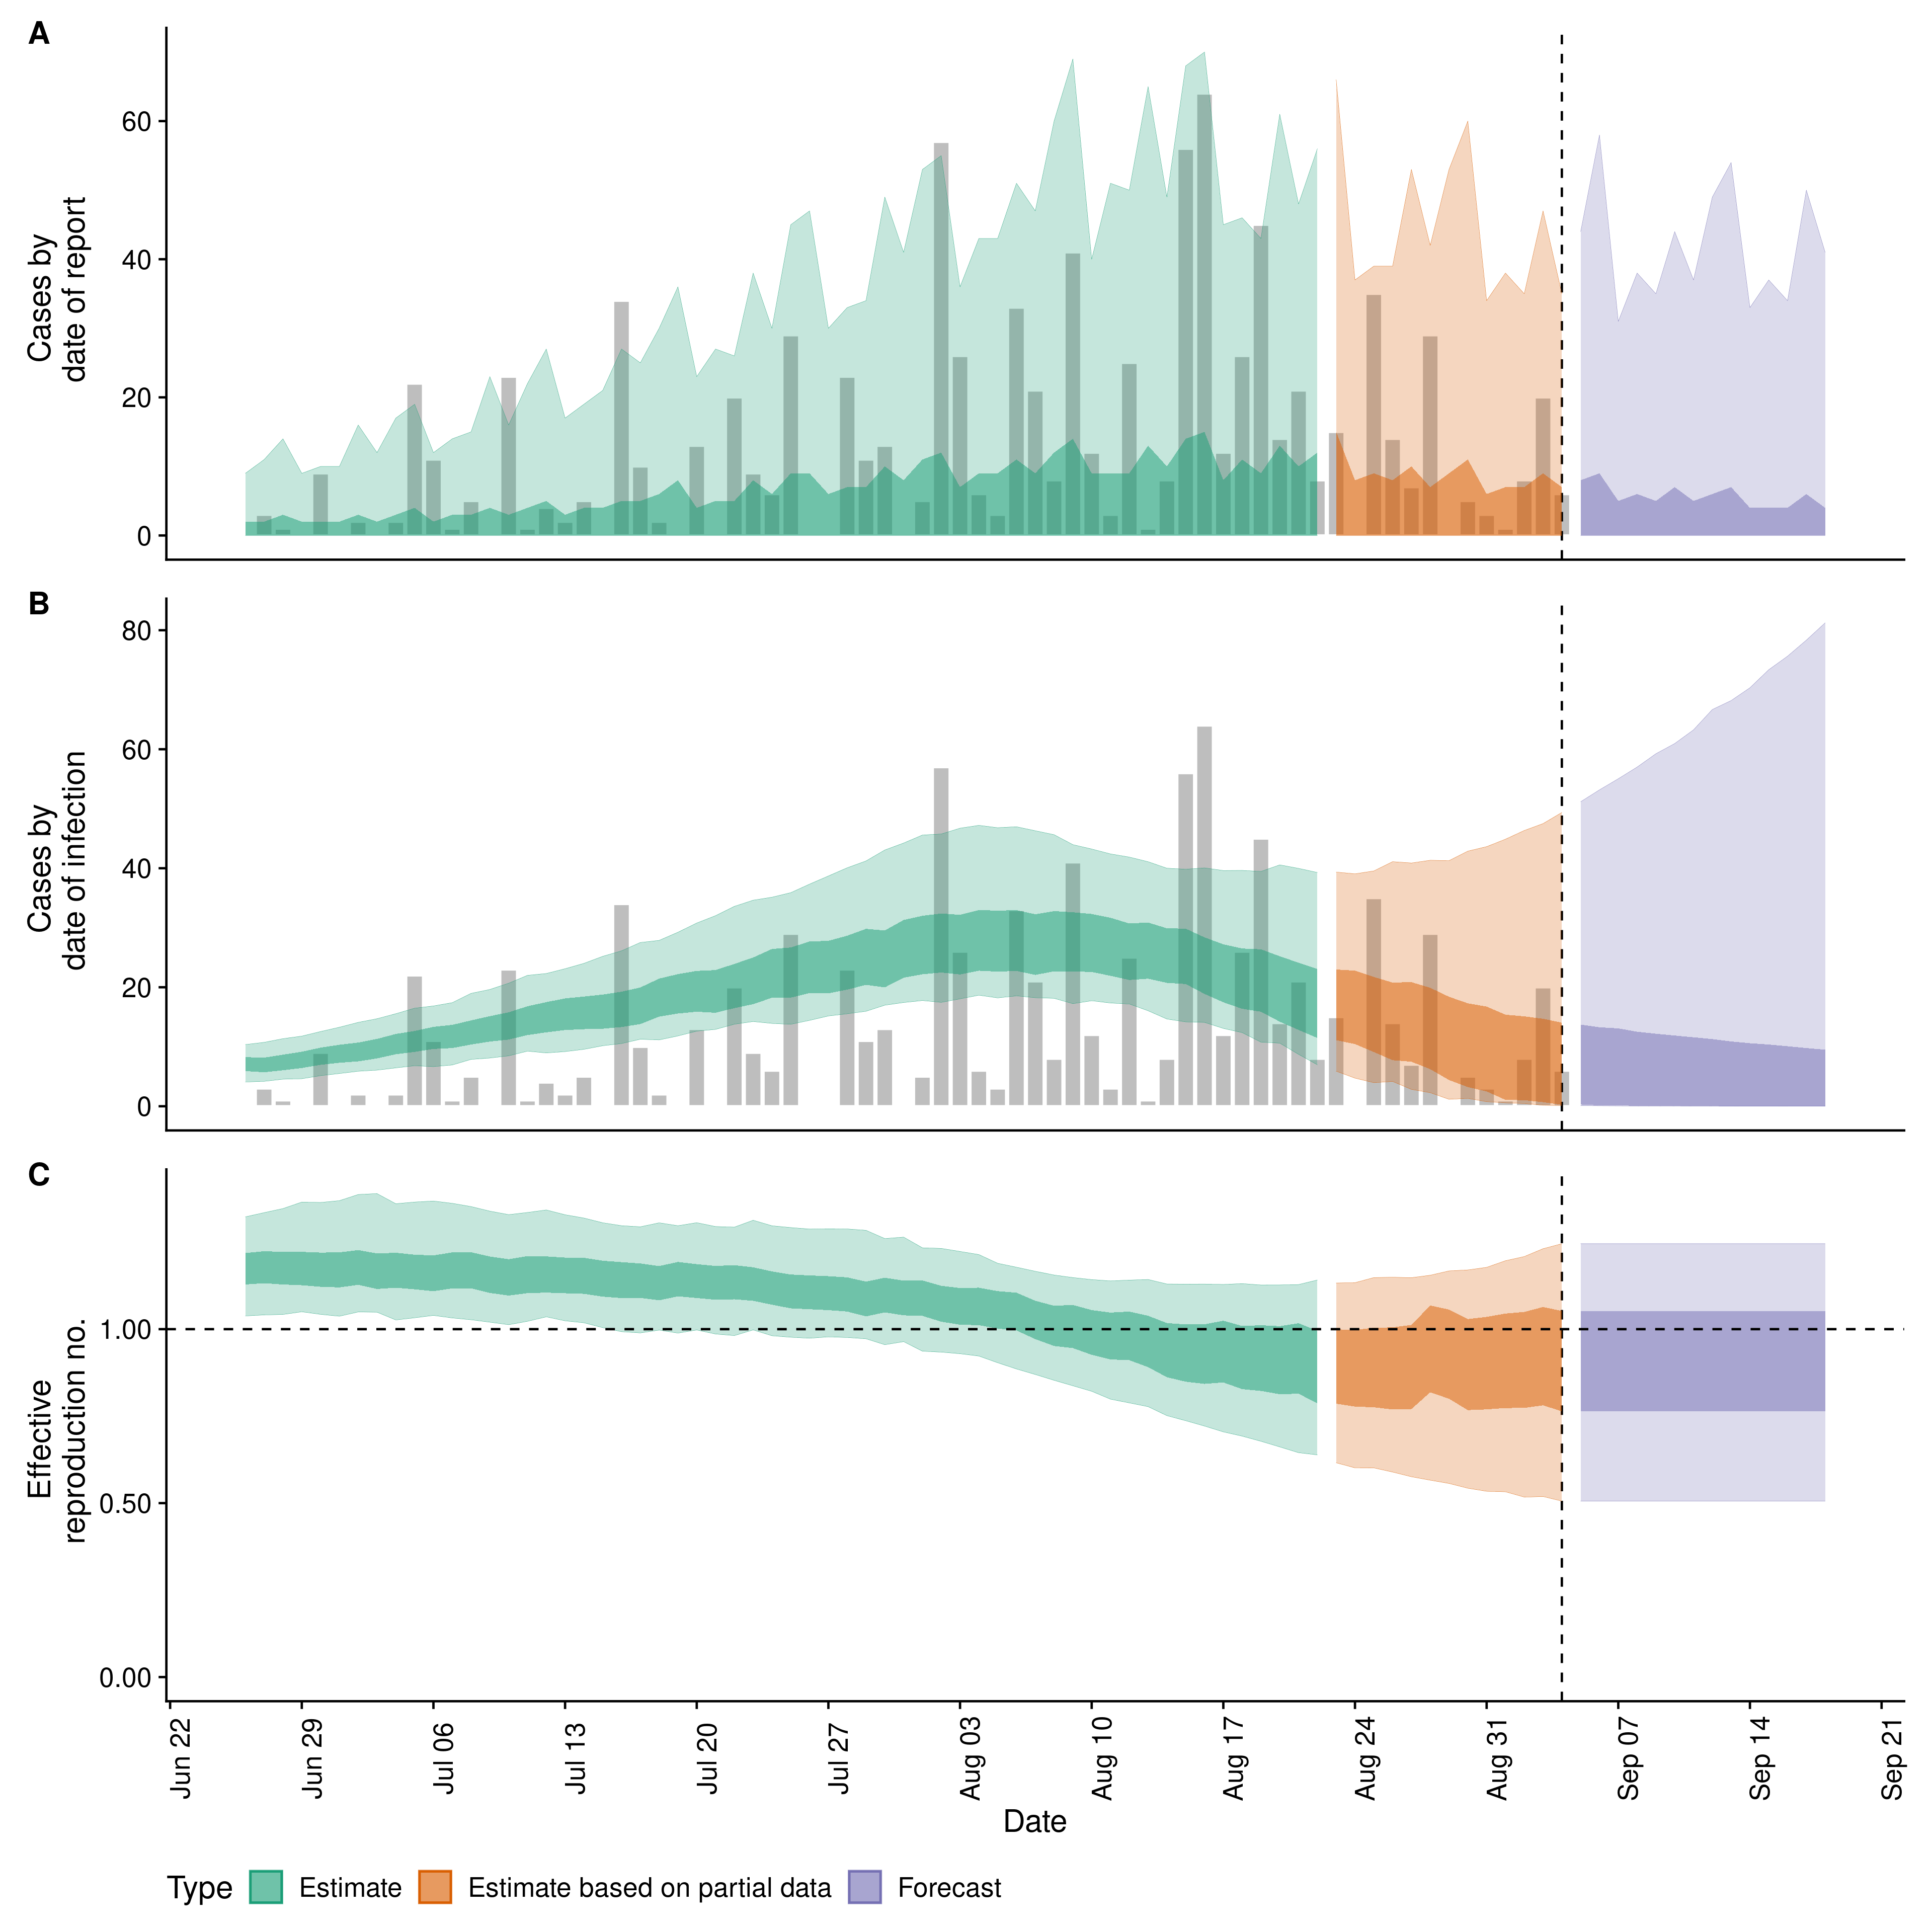 A
Cases by
date of report
60
40
20
0
B
Cases by
date of infection
80
60
40
20
0
C
Effective
reproduction no.
1.00
0.50
0.00
Jun 22
Jun 29
Jul 06
Jul 13
Jul 20
Jul 27
Aug 03
Aug 10
Aug 17
Aug 24
Aug 31
Sep 07
Sep 14
Sep 21
Date
Type Estimate Estimate based on partial data Forecast